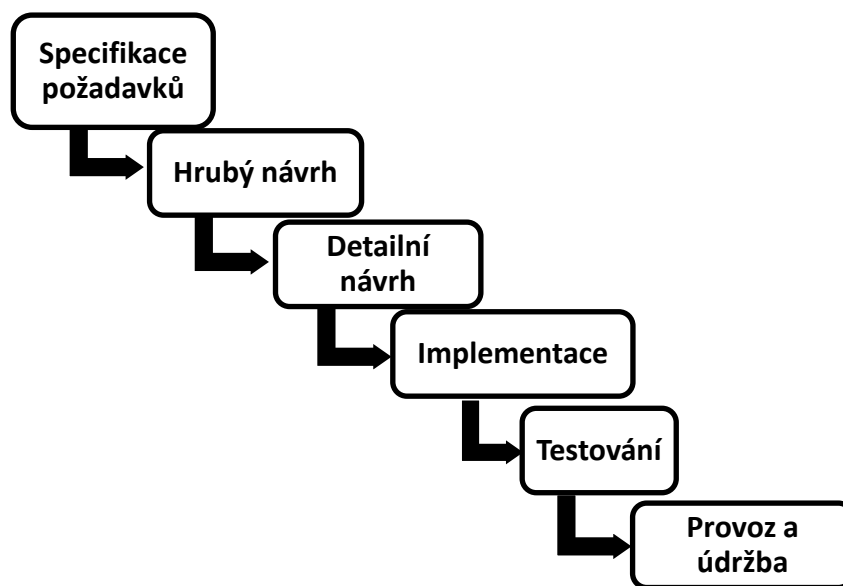 Specifikace
požadavků
Hrubý návrh
Detailní
návrh
Implementace
Testování
Provoz a
údržba